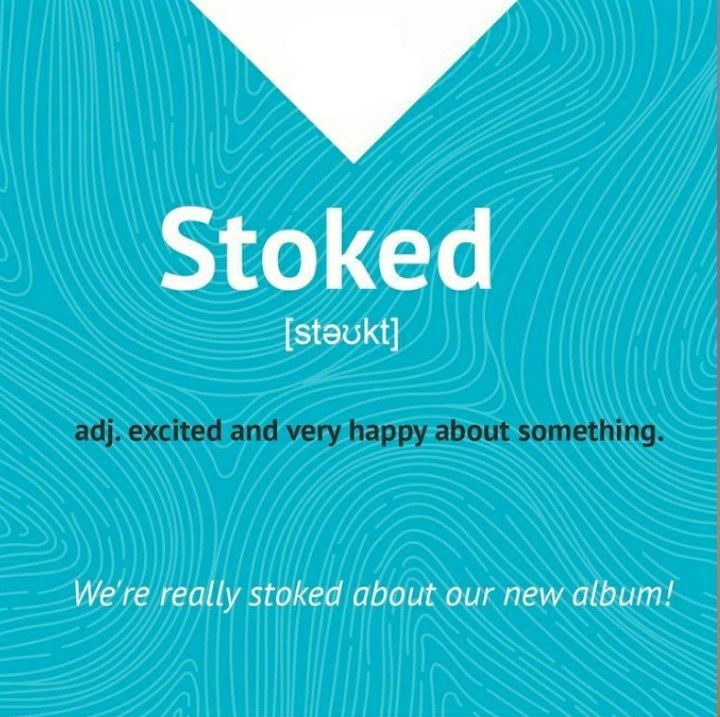 Stoked
[stəʊkt]
adj. excited and very happy about something.
We're really stoked about our new album!